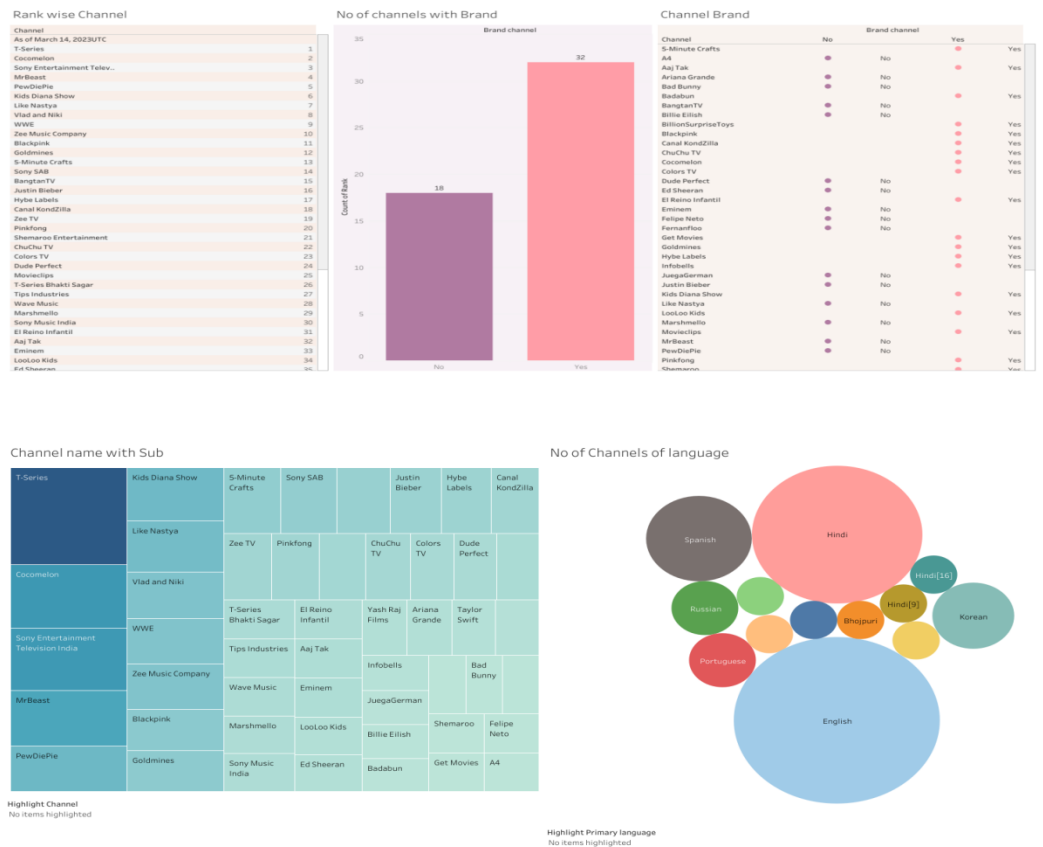 Rank wise Channel
Channel
As of March 14, 2023UTC
T-Series 1
Cocomelon 2
Sony Entertainment Telev.. 3
MrBeast 4
PewDiePie 5
Kids Diana Show 6
Like Nastya 7
Vlad and Niki 8
WWE 9
Zee Music Company 10
Blackpink 11
Goldmines 12
5-Minute Crafts 13
Sony SAB 14
BangtanTV 15
Justin Bieber 16
Hybe Labels 17
Canal KondZilla 18
Zee TV 19
Pinkfong 20
Shemaroo Entertainment 21
ChuChu TV 22
Colors TV 23
Dude Perfect 24
Movieclips 25
T-Series Bhakti Sagar 26
Tips Industries 27
Wave Music 28
Marshmello 29
Sony Music India 30
El Reino Infantil 31
Aaj Tak 32
Eminem 33
LooLoo Kids 34
Ed Sheeran 35
No of channels with Brand
Brand channel
Count of Rank
35
30
25
20
15
10
5
0
18
32
No
Yes
Channel Brand
Brand channel
Channel No Yes
5-Minute Crafts Yes
A4 No
Aaj Tak Yes
Ariana Grande No
Bad Bunny No
Badabun Yes
BangtanTV No
Billie Eilish No
BillionSurpriseToys Yes
Blackpink Yes
Canal KondZilla Yes
ChuChu TV Yes
Cocomelon Yes
Colors TV Yes
Dude Perfect No
Ed Sheeran No
El Reino Infantil Yes
Eminem No
Felipe Neto No
Fernanfloo No
Get Movies Yes
Goldmines Yes
Hybe Labels Yes
Infobells Yes
JuegaGerman No
Justin Bieber No
Kids Diana Show Yes
Like Nastya No
LooLoo Kids Yes
Marshmello No
Movieclips Yes
MrBeast No
PewDiePie No
Pinkfong Yes
Shemaroo Yes
Channel name with Sub
T-Series
Cocomelon
Sony Entertainment
Television India
MrBeast
PewDiePie
Kids Diana Show
Like Nastya
Vlad and Niki
WWE
Zee Music Company
Blackpink
Goldmines
5-Minute
Crafts
Sony SAB
Justin
Bieber
Hybe
Labels
Canal
KondZilla
Zee TV
Pinkfong
ChuChu
TV
Colors
TV
Dude
Perfect
T-Series
Bhakti Sagar
El Reino
Infantil
Yash Raj
Films
Ariana
Grande
Taylor
Swift
Tips Industries
Aaj Tak
Infobells
Bad
Bunny
Wave Music
Eminem
JuegaGerman
Marshmello
LooLoo Kids
Billie Eilish
Shemaroo
Felipe
Neto
Sony Music
India
Ed Sheeran
Badabun
Get Movies
A4
Highlight Channel
No items highlighted
No of Channels of language
Hindi
Spanish
Hindi[16]
Russian
Hindi[9]
Bhojpuri
Korean
Portuguese
English
Highlight Primary language
No items highlighted